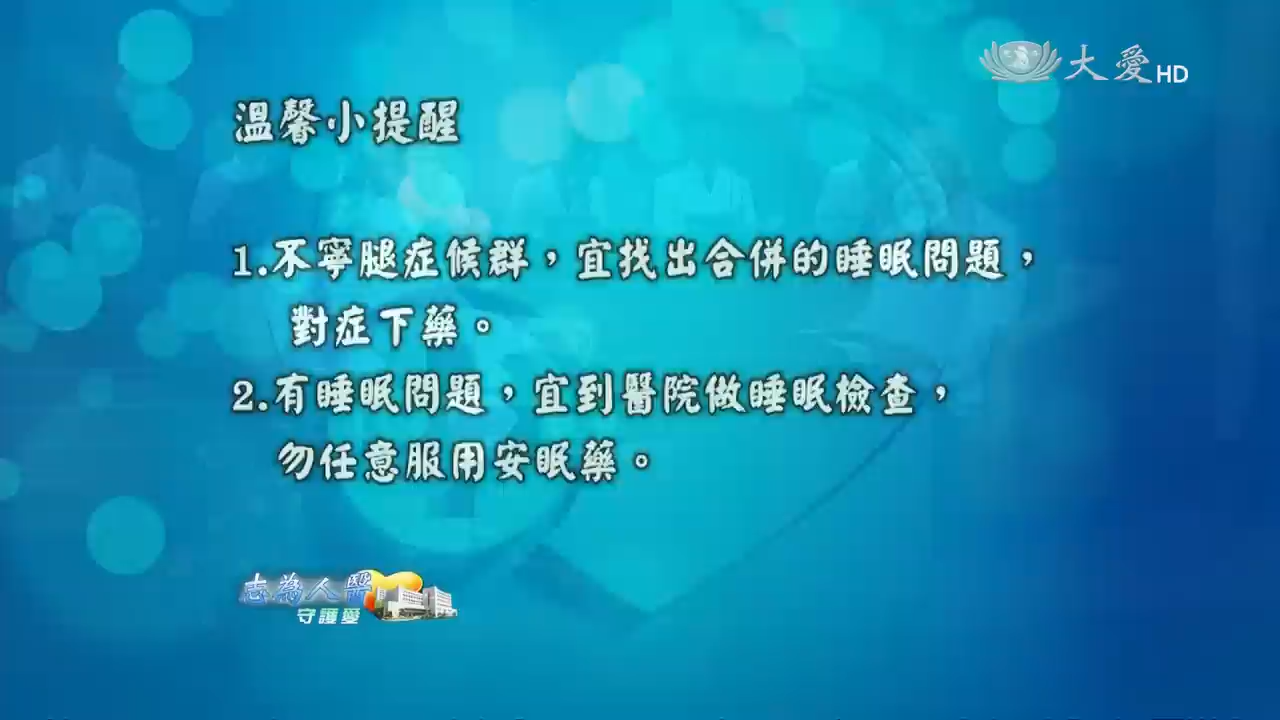 大愛HD
溫馨小提醒
1.不寧腿症候群，宜找出合併的睡眠問題，
對症下藥。
2.有睡眠問題，宜到醫院做睡眠檢查，
勿任意服用安眠藥。
志為人醫
守護愛